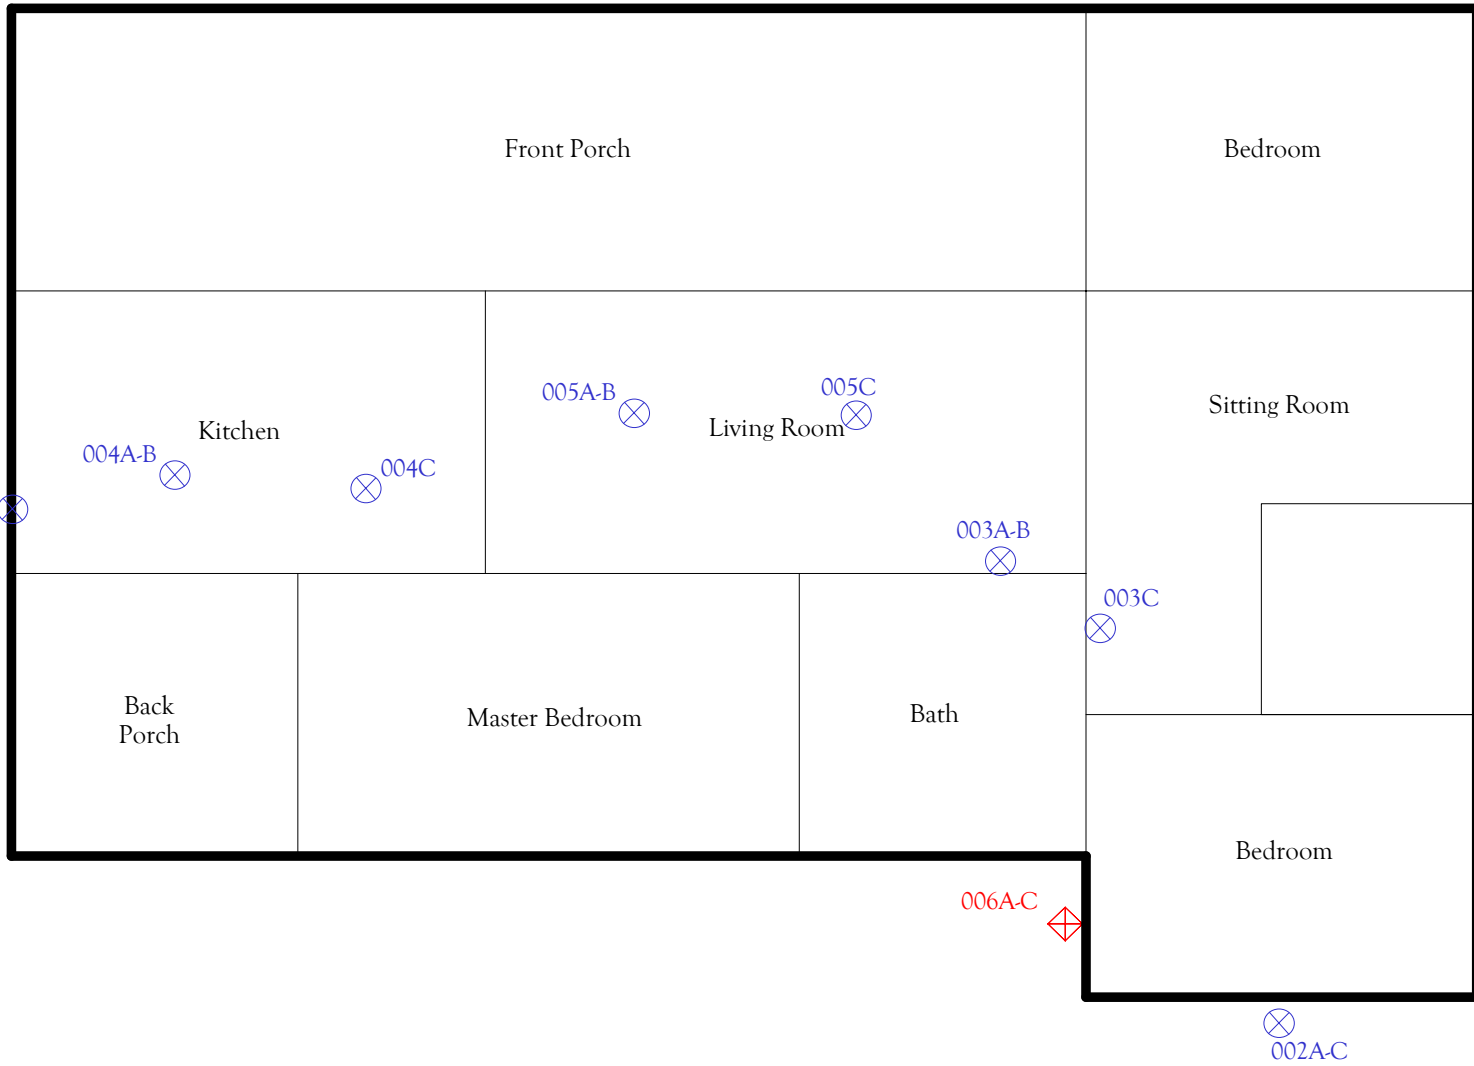 Front Porch
Bedroom
005A-B
005C
Sitting Room
Kitchen
Living Room
004A-B
004C
003A-B
003C
Back
Porch
Master Bedroom
Bath
Bedroom
006A-C
002A-C